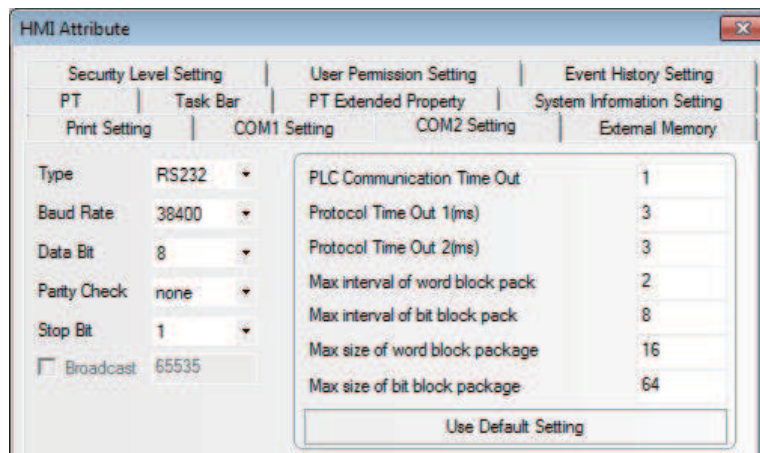 HMI Attribute
Security Level Setting User Permission Setting Event History Setting
PT Task Bar PT Extended Property System Information Setting
Print Setting COM1 Setting COM2 Setting External Memory
Type RS232
Baud Rate 38400
Data Bit 8
Parity Check none
Stop Bit 1
Broadcast 65535
PLC Communication Time Out 1
Protocol Time Out 1(ms) 3
Protocol Time Out 2(ms) 3
Max interval of word block pack 2
Max interval of bit block pack 8
Max size of word block package 16
Max size of bit block package 64
Use Default Setting